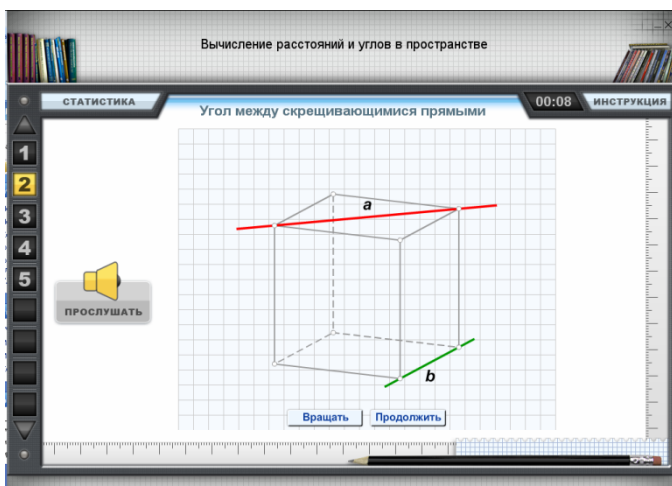 Вычисление расстояний и углов в пространстве
СТАТИСТИКА
Угол между скрещивающимися прямыми
00:08
ИНСТРУКЦИЯ
1
2
3
4
5
a
ПРОСЛУШАТЬ
b
Вращать
Продолжить